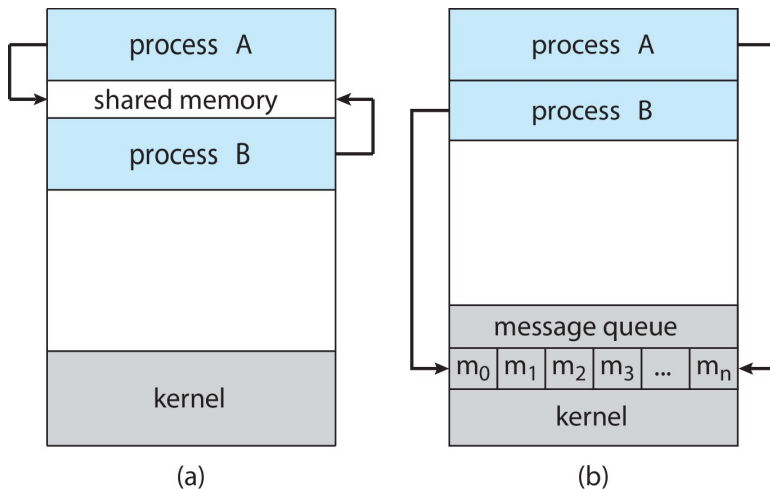 process A
shared memory
process B
kernel
(a)
process A
process B
message queue
m₀ m₁ m₂ m₃ ... mₙ
kernel
(b)